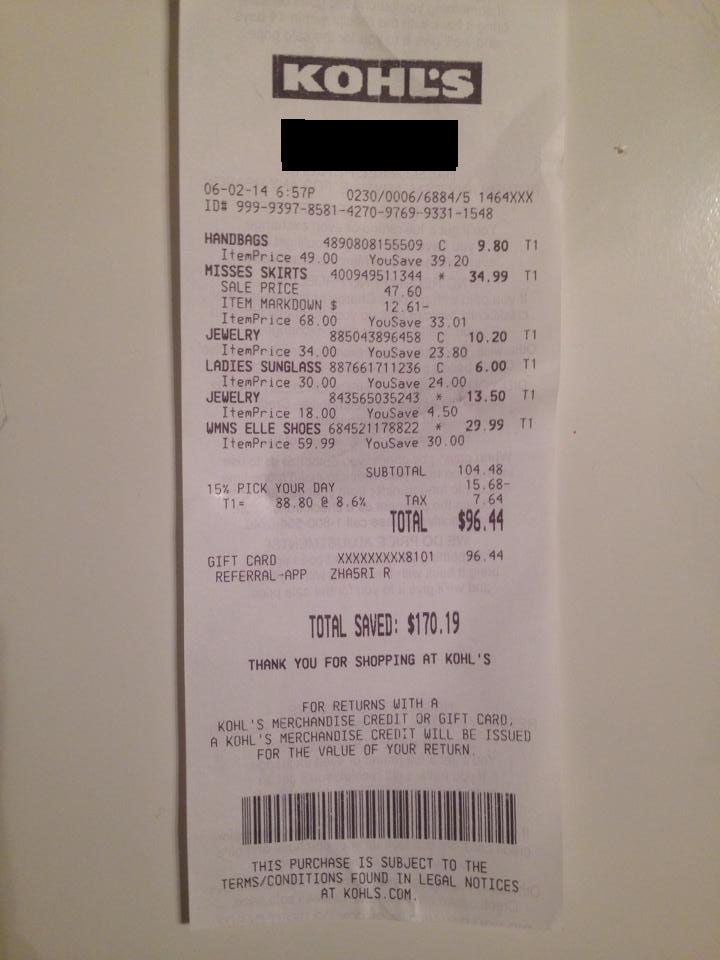 KOHL'S
06-02-14 6:57P 0230/0006/6884/5 1464XXX
ID# 999-9397-8581-4270-9769-9331-1548
HANDBAGS 4890808155509 C 9.80 T1
ItemPrice 49.00 YouSave 39.20
MISSES SKIRTS 400949511344 * 34.99 T1
SALE PRICE 47.60
ITEM MARKDOWN $ 12.61-
ItemPrice 68.00 YouSave 33.01
JEWELRY 885043896458 C 10.20 T1
ItemPrice 34.00 YouSave 23.80
LADIES SUNGLASS 887661711236 C 6.00 T1
ItemPrice 30.00 YouSave 24.00
JEWELRY 843565035243 * 13.50 T1
ItemPrice 18.00 YouSave 4.50
WMNS ELLE SHOES 684521178822 * 29.99 T1
ItemPrice 59.99 YouSave 30.00
SUBTOTAL 104.48
15% PICK YOUR DAY 15.68-
T1= 88.80 @ 8.6% TAX 7.64
TOTAL $96.44
GIFT CARD XXXXXXXXX8101 96.44
REFERRAL-APP ZHA5RI R
TOTAL SAVED: $170.19
THANK YOU FOR SHOPPING AT KOHL'S
FOR RETURNS WITH A
KOHL'S MERCHANDISE CREDIT OR GIFT CARD,
A KOHL'S MERCHANDISE CREDIT WILL BE ISSUED
FOR THE VALUE OF YOUR RETURN.
THIS PURCHASE IS SUBJECT TO THE
TERMS/CONDITIONS FOUND IN LEGAL NOTICES
AT KOHLS.COM.